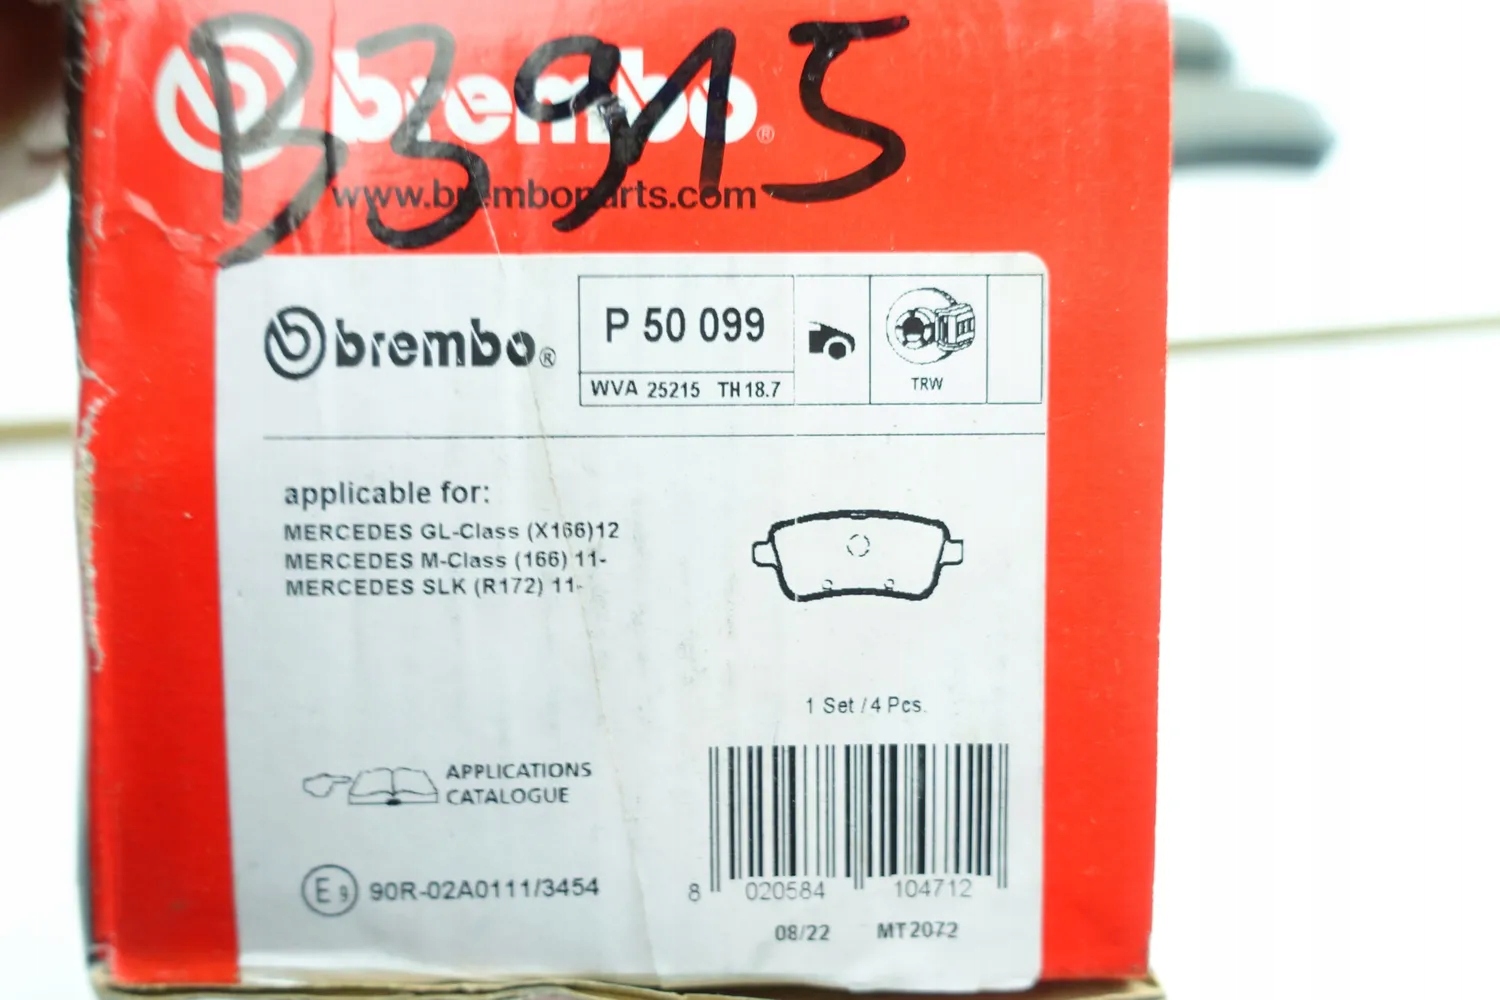 B3915
brembo®
www.bremboparts.com
brembo®
P 50 099
WVA 25215 TH 18.7
TRW
applicable for:
MERCEDES GL-Class (X166)12
MERCEDES M-Class (166) 11-
MERCEDES SLK (R172) 11-
1 Set / 4 Pcs.
APPLICATIONS
CATALOGUE
E9 90R-02A0111/3454
8 020584 104712
08/22 MT2072